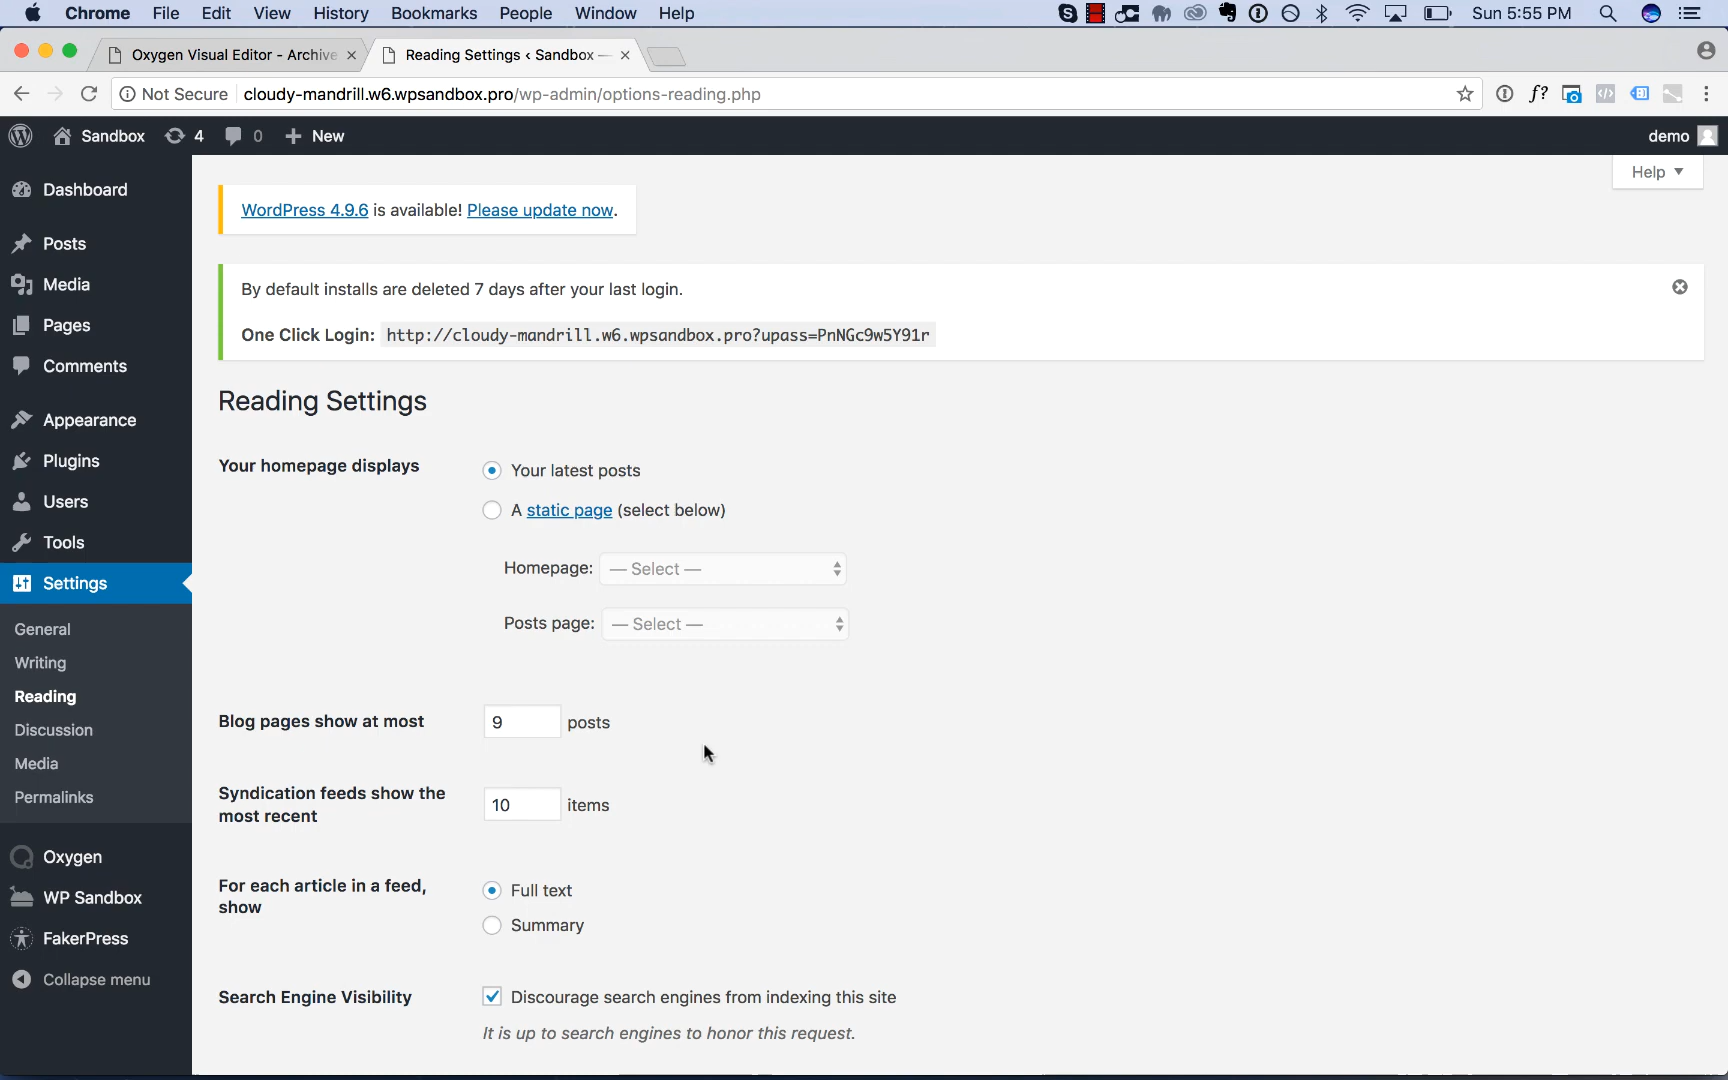 Chrome File Edit View History Bookmarks People Window Help Sun 5:55 PM
Oxygen Visual Editor - Archive Reading Settings ‹ Sandbox —
Not Secure cloudy-mandrill.w6.wpsandbox.pro/wp-admin/options-reading.php f?
Sandbox 4 0 New demo
Help
Dashboard
Posts
Media
Pages
Comments
Appearance
Plugins
Users
Tools
Settings
General
Writing
Reading
Discussion
Media
Permalinks
Oxygen
WP Sandbox
FakerPress
Collapse menu
WordPress 4.9.6 is available! Please update now.
By default installs are deleted 7 days after your last login.
One Click Login: http://cloudy-mandrill.w6.wpsandbox.pro?upass=PnNGc9w5Y91r
Reading Settings
Your homepage displays
Your latest posts
A static page (select below)
Homepage: — Select —
Posts page: — Select —
Blog pages show at most 9 posts
Syndication feeds show the
most recent
10 items
For each article in a feed,
show
Full text
Summary
Search Engine Visibility
Discourage search engines from indexing this site
It is up to search engines to honor this request.